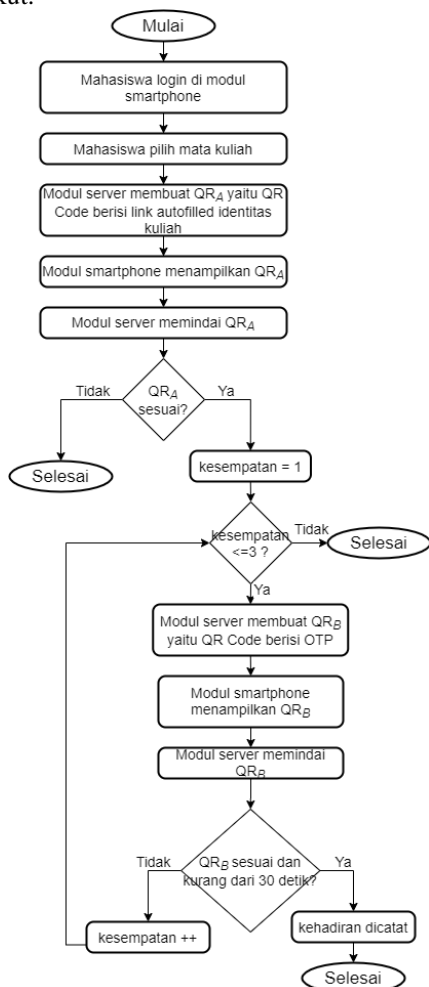 Mulai
Mahasiswa login di modul
smartphone
Mahasiswa pilih mata kuliah
Modul server membuat QRA yaitu QR
Code berisi link autofilled identitas
kuliah
Modul smartphone menampilkan QRA
Modul server memindai QRA
Tidak
QRA
sesuai?
Ya
Selesai
kesempatan = 1
kesempatan
<=3 ?
Tidak
Selesai
Ya
Modul server membuat QRB
yaitu QR Code berisi OTP
Modul smartphone
menampilkan QRB
Modul server memindai
QRB
Tidak
QRB sesuai dan
kurang dari 30 detik?
Ya
kesempatan ++
kehadiran dicatat
Selesai